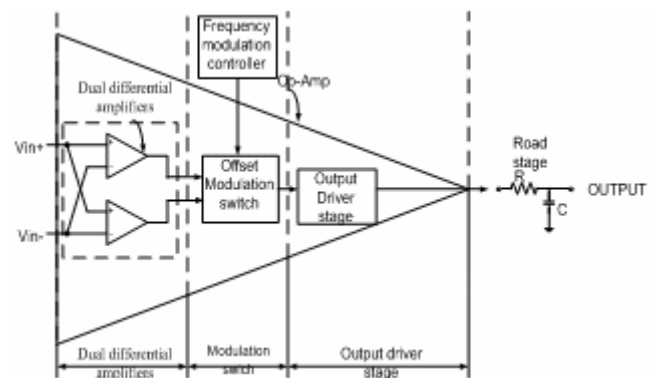 Frequency
modulation
controller
Op-Amp
Dual differential
amplifiers
Vin+
Vin-
Offset
Modulation
switch
Output
Driver
stage
Road
stage
R
C
OUTPUT
Dual differential
amplifiers
Modulation
switch
Output driver
stage